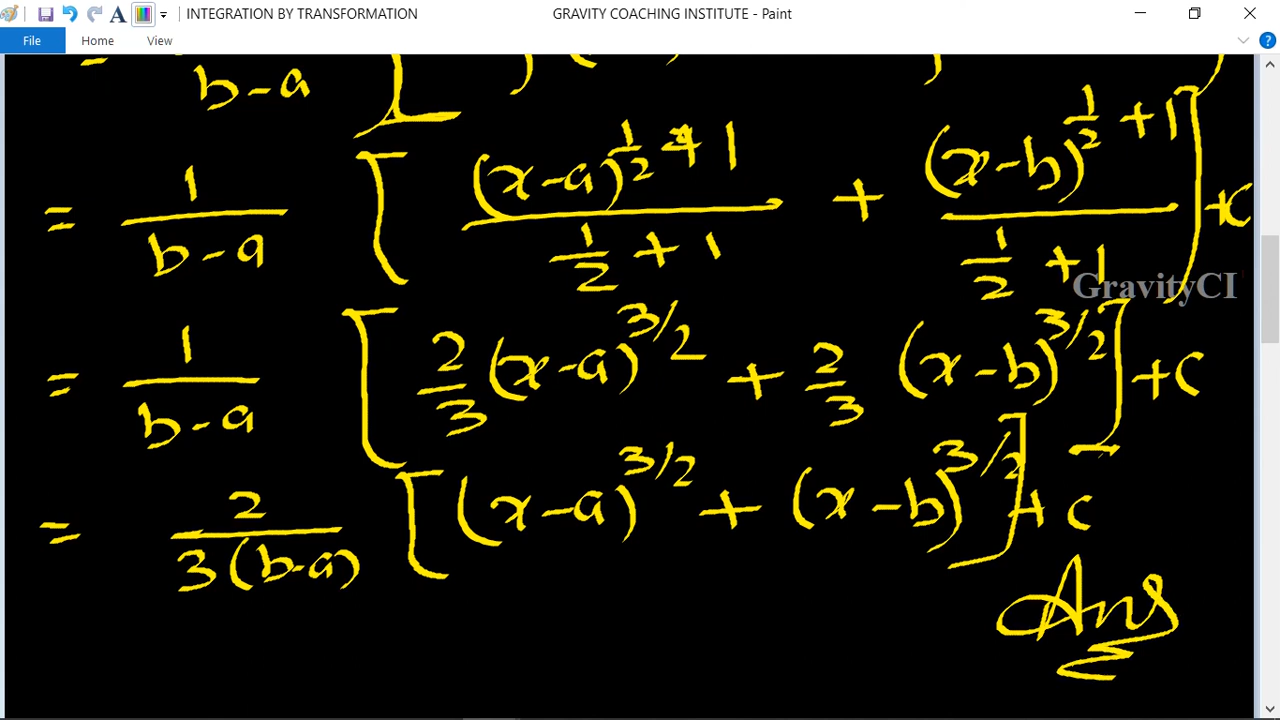 INTEGRATION BY TRANSFORMATION GRAVITY COACHING INSTITUTE - Paint
File Home View
= b-a [
= 1/(b-a) [ (x-a)^(1/2 + 1)/(1/2 + 1) + (x-b)^(1/2 + 1)/(1/2 + 1) ] + c
GravityCI
= 1/(b-a) [ 2/3 (x-a)^(3/2) + 2/3 (x-b)^(3/2) ] + c
= 2/(3(b-a)) [ (x-a)^(3/2) + (x-b)^(3/2) ] + c
Ans